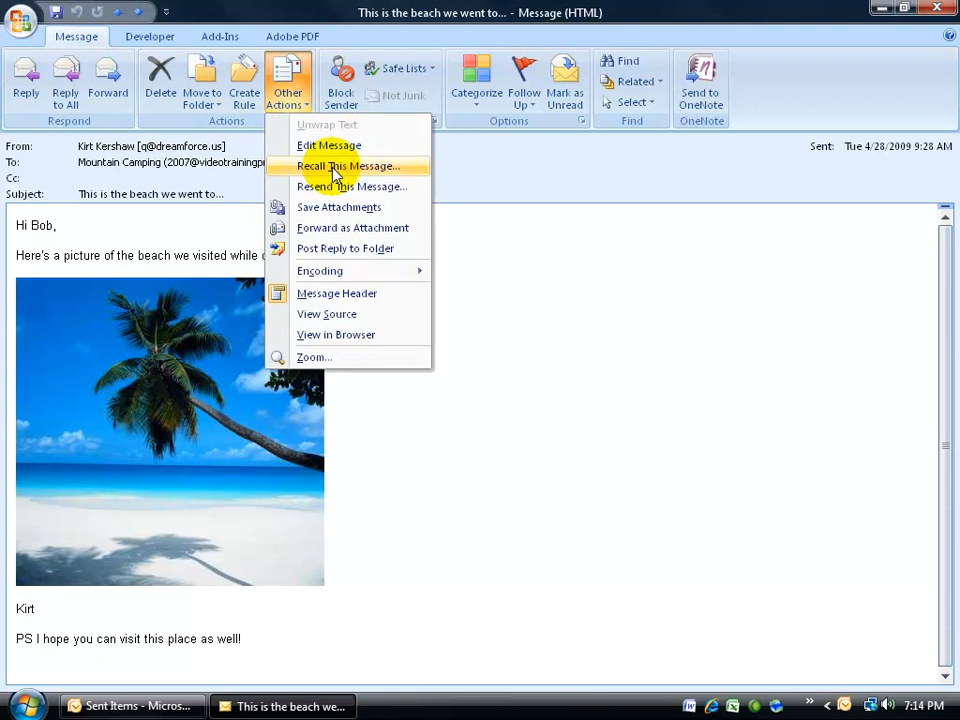 This is the beach we went to... - Message (HTML)
Message Developer Add-Ins Adobe PDF
Reply
Reply to All
Forward
Respond
Delete
Move to Folder
Create Rule
Other Actions
Actions
Block Sender
Safe Lists
Not Junk
Categorize
Follow Up
Mark as Unread
Options
Find
Related
Select
Find
Send to OneNote
OneNote
Unwrap Text
Edit Message
Recall This Message...
Resend This Message...
Save Attachments
Forward as Attachment
Post Reply to Folder
Encoding
Message Header
View Source
View in Browser
Zoom...
From: Kirt Kershaw [q@dreamforce.us] Sent: Tue 4/28/2009 9:28 AM
To: Mountain Camping (2007@videotrainingp
Cc:
Subject: This is the beach we went to...
Hi Bob,
Here's a picture of the beach we visited while
Kirt
PS I hope you can visit this place as well!
Sent Items - Micros... This is the beach we... 7:14 PM